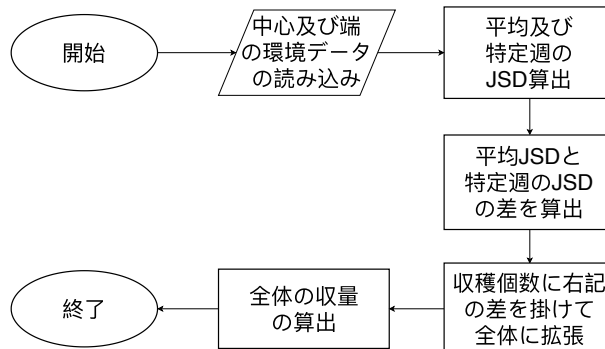 開始
中心及び端
の環境データ
の読み込み
平均及び
特定週の
JSD算出
平均JSDと
特定週のJSD
の差を算出
収穫個数に右記
の差を掛けて
全体に拡張
全体の収量
の算出
終了